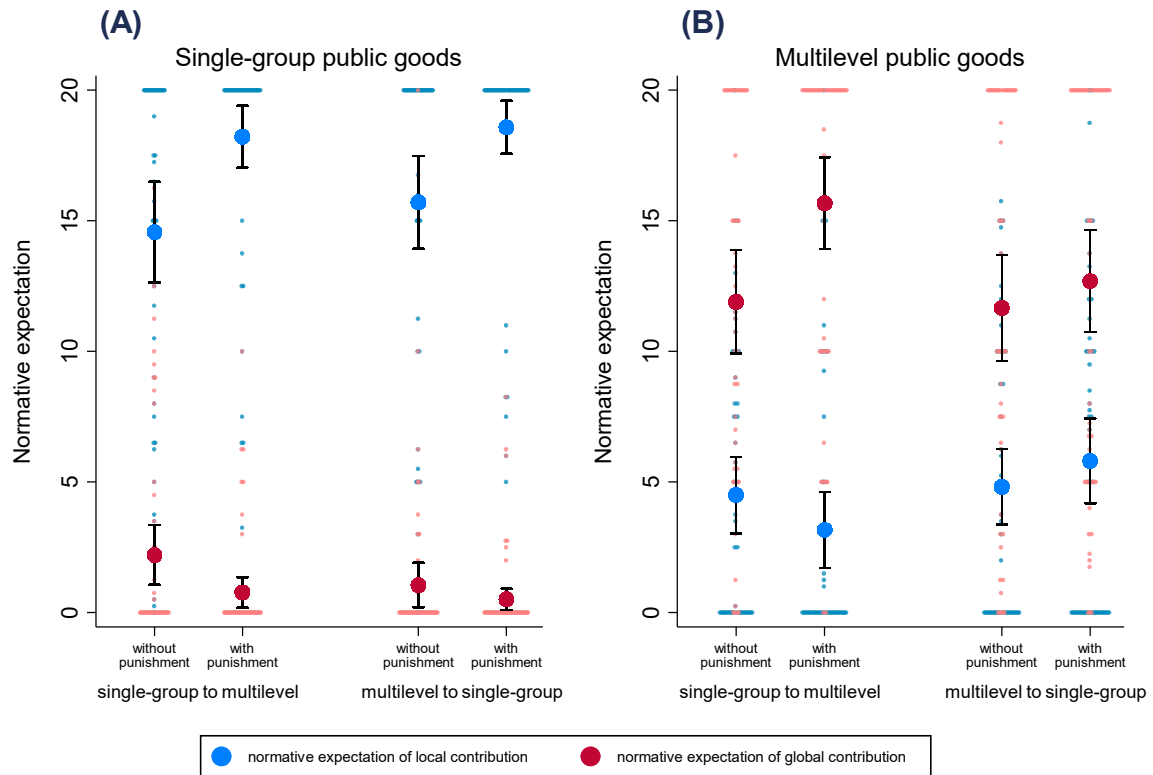 (A)
Single-group public goods
Normative expectation
20
15
10
5
0
without punishment
with punishment
without punishment
with punishment
single-group to multilevel
multilevel to single-group
(B)
Multilevel public goods
Normative expectation
20
15
10
5
0
without punishment
with punishment
without punishment
with punishment
single-group to multilevel
multilevel to single-group
normative expectation of local contribution
normative expectation of global contribution